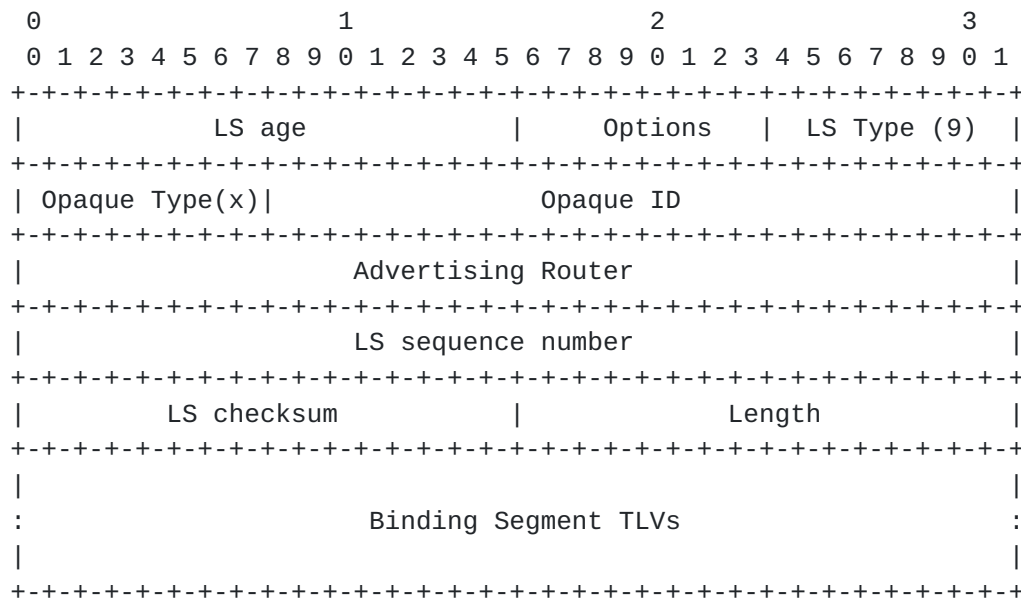 0                   1                   2                   3
 0 1 2 3 4 5 6 7 8 9 0 1 2 3 4 5 6 7 8 9 0 1 2 3 4 5 6 7 8 9 0 1
+-+-+-+-+-+-+-+-+-+-+-+-+-+-+-+-+-+-+-+-+-+-+-+-+-+-+-+-+-+-+-+-+
|            LS age             |     Options   |  LS Type (9)  |
+-+-+-+-+-+-+-+-+-+-+-+-+-+-+-+-+-+-+-+-+-+-+-+-+-+-+-+-+-+-+-+-+
| Opaque Type(x)|                 Opaque ID                     |
+-+-+-+-+-+-+-+-+-+-+-+-+-+-+-+-+-+-+-+-+-+-+-+-+-+-+-+-+-+-+-+-+
|                     Advertising Router                        |
+-+-+-+-+-+-+-+-+-+-+-+-+-+-+-+-+-+-+-+-+-+-+-+-+-+-+-+-+-+-+-+-+
|                     LS sequence number                        |
+-+-+-+-+-+-+-+-+-+-+-+-+-+-+-+-+-+-+-+-+-+-+-+-+-+-+-+-+-+-+-+-+
|         LS checksum           |             Length            |
+-+-+-+-+-+-+-+-+-+-+-+-+-+-+-+-+-+-+-+-+-+-+-+-+-+-+-+-+-+-+-+-+
|                                                               |
:                      Binding Segment TLVs                     :
|                                                               |
+-+-+-+-+-+-+-+-+-+-+-+-+-+-+-+-+-+-+-+-+-+-+-+-+-+-+-+-+-+-+-+-+